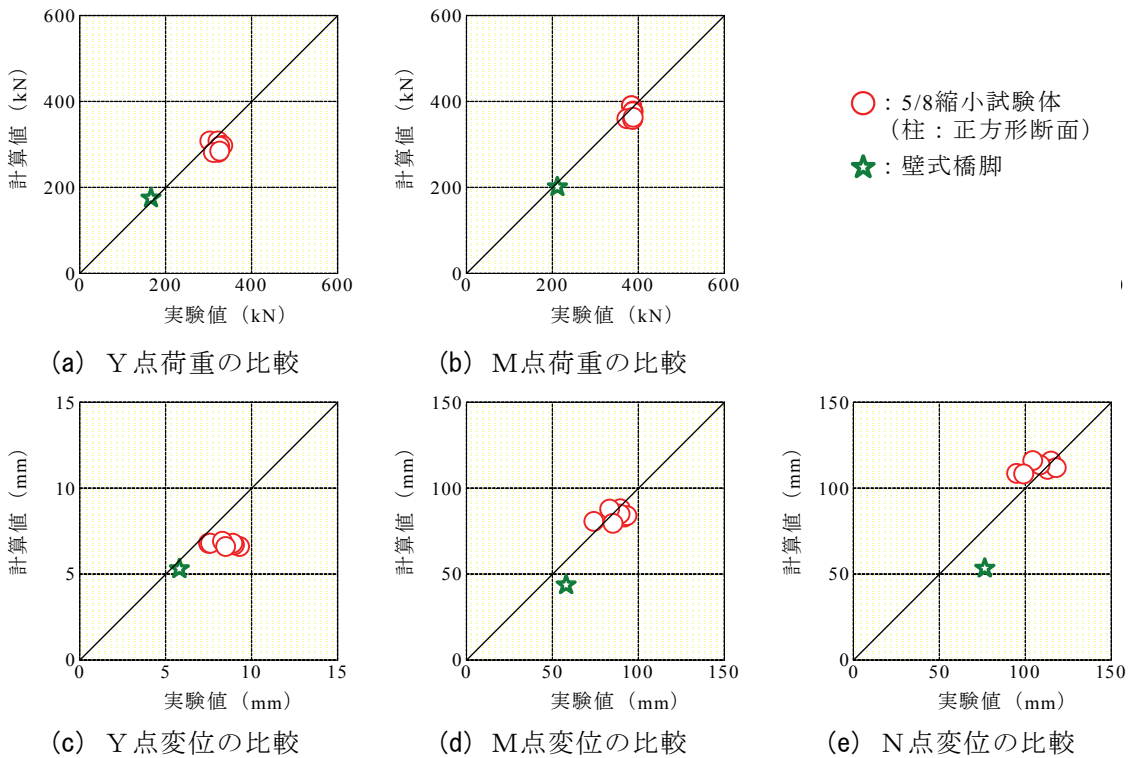 600
400
200
0
計算値 (kN)
0
200
400
600
実験値 (kN)
(a) Y点荷重の比較
600
400
200
0
計算値 (kN)
0
200
400
600
実験値 (kN)
(b) M点荷重の比較
○:5/8縮小試験体
(柱:正方形断面)
☆:壁式橋脚
)
15
10
5
0
計算値 (mm)
0
5
10
15
実験値 (mm)
(c) Y点変位の比較
150
100
50
0
計算値 (mm)
0
50
100
150
実験値 (mm)
(d) M点変位の比較
150
100
50
0
計算値 (mm)
0
50
100
150
実験値 (mm)
(e) N点変位の比較